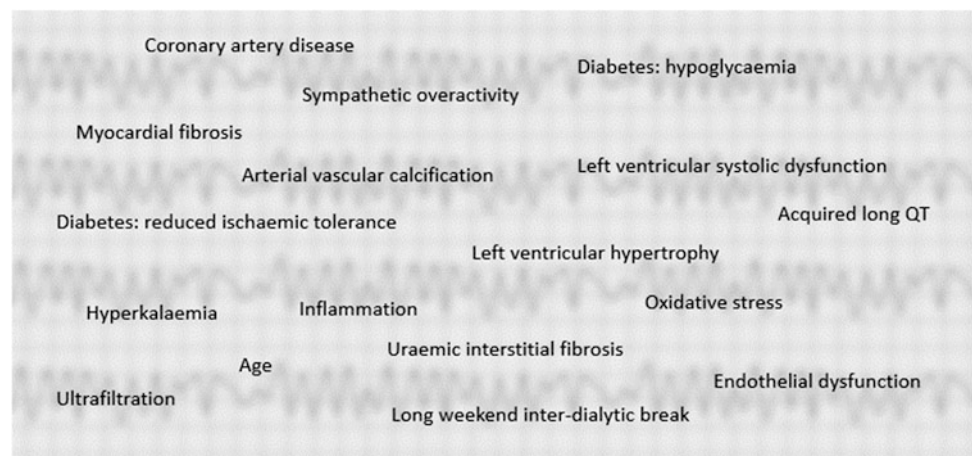 Coronary artery disease
Diabetes: hypoglycaemia
Sympathetic overactivity
Myocardial fibrosis
Arterial vascular calcification
Left ventricular systolic dysfunction
Diabetes: reduced ischaemic tolerance
Acquired long QT
Left ventricular hypertrophy
Hyperkalaemia
Inflammation
Oxidative stress
Uraemic interstitial fibrosis
Age
Endothelial dysfunction
Ultrafiltration
Long weekend inter-dialytic break